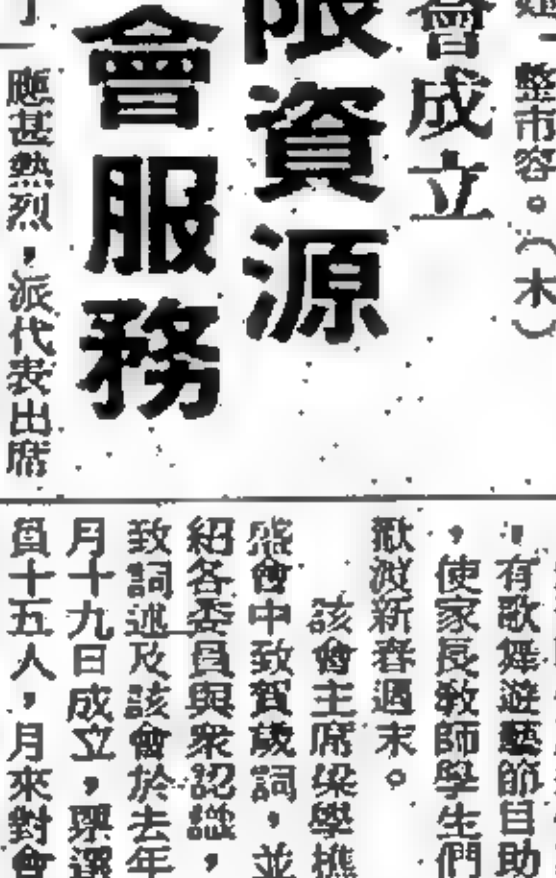 整市容。(木)
會成立
限資源
會服務
應甚熱烈,派代表出席
,有歌舞遊藝節目助
,使家長教師學生們
歡渡新春週末。
該會主席梁學樵
會中致賀歲詞,並
紹各委員與衆認識,
致詞述及該會於去年
月十九日成立,票選
員十五人,月來對會